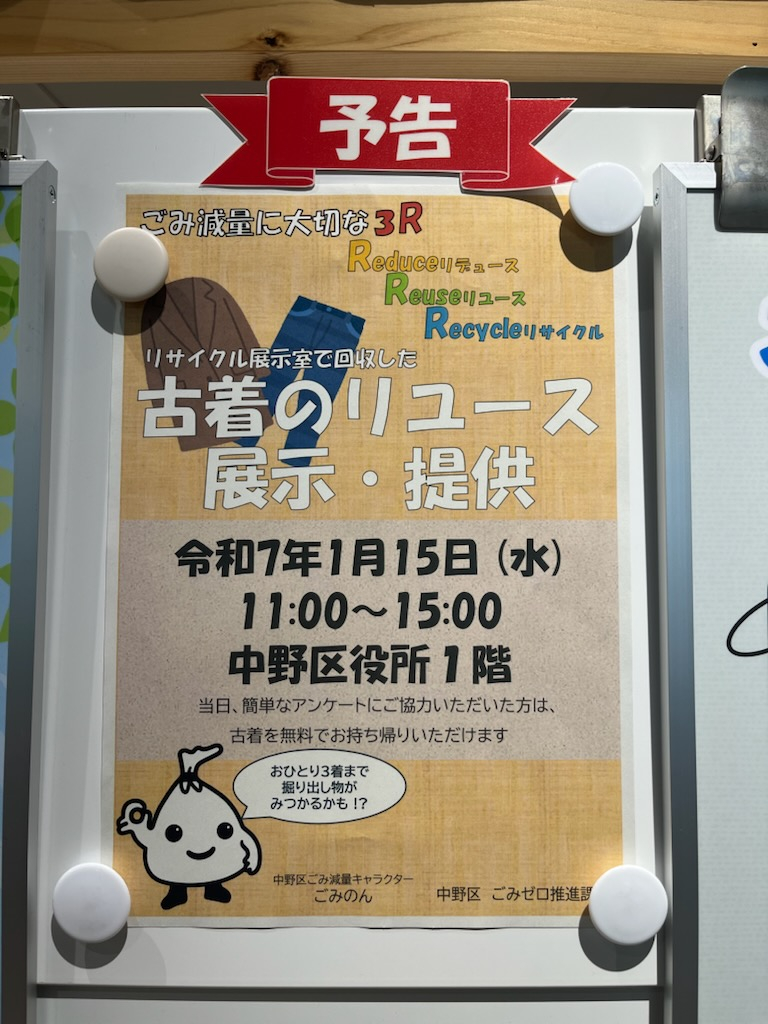 予告
ごみ減量に大切な3R
Reduceリデュース
Reuseリユース
Recycleリサイクル
リサイクル展示室で回収した
古着のリユース
展示・提供
令和7年1月15日(水)
11:00～15:00
中野区役所1階
当日、簡単なアンケートにご協力いただいた方は、
古着を無料でお持ち帰りいただけます
おひとり3着まで
掘り出し物が
みつかるかも!?
中野区ごみ減量キャラクター
ごみのん
中野区 ごみゼロ推進課